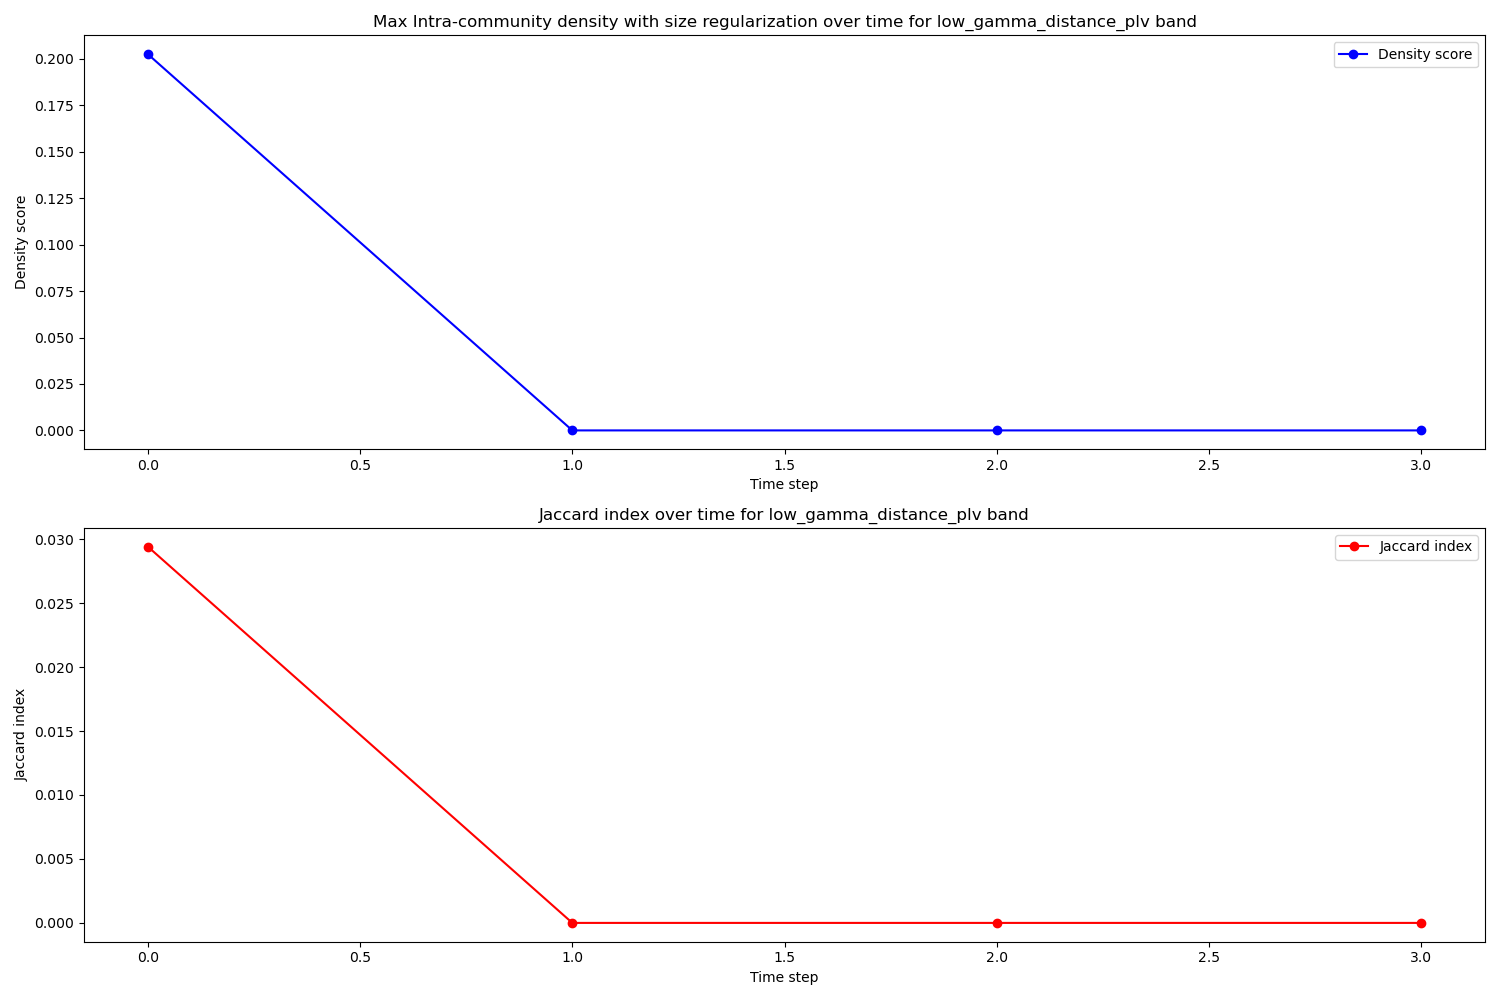 Max Intra-community density with size regularization over time for low_gamma_distance_plv band
Density score
0.200
0.175
0.150
0.125
0.100
0.075
0.050
0.025
0.000
Density score
0.0 0.5 1.0 1.5 2.0 2.5 3.0
Time step
Jaccard index over time for low_gamma_distance_plv band
Jaccard index
0.030
0.025
0.020
0.015
0.010
0.005
0.000
Jaccard index
0.0 0.5 1.0 1.5 2.0 2.5 3.0
Time step